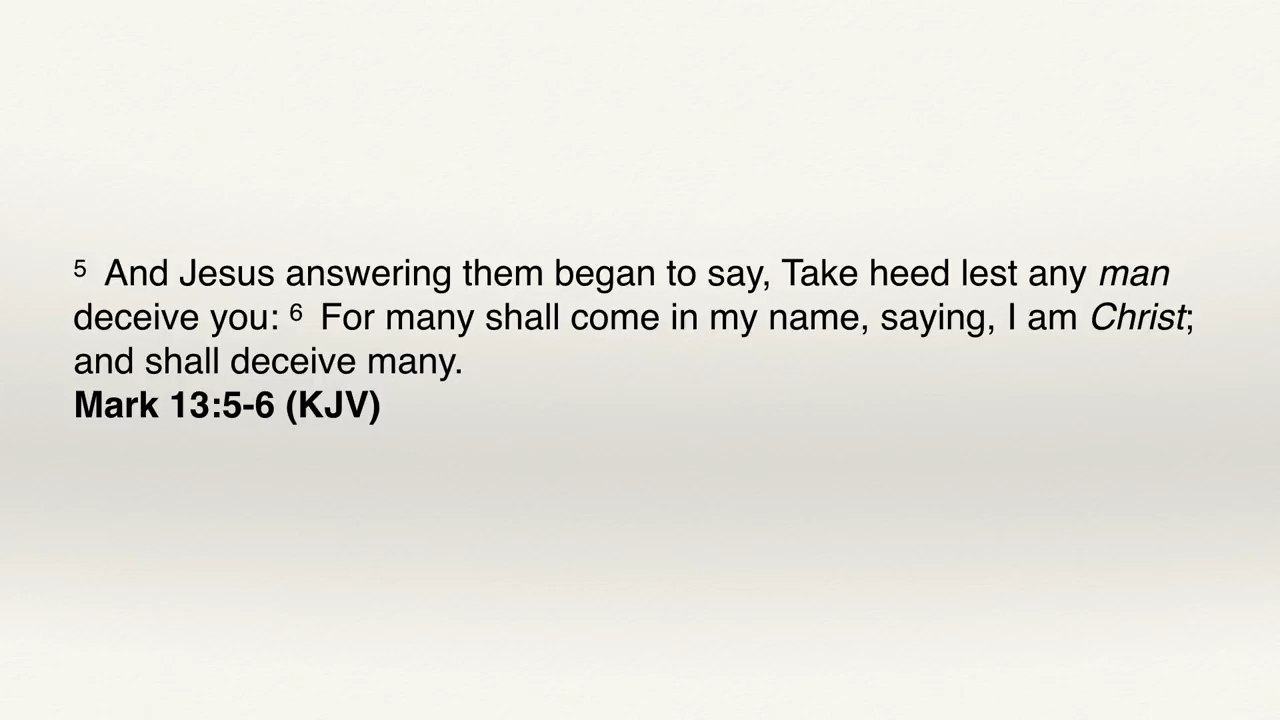 5 And Jesus answering them began to say, Take heed lest any man
deceive you: 6 For many shall come in my name, saying, I am Christ;
and shall deceive many.
Mark 13:5-6 (KJV)